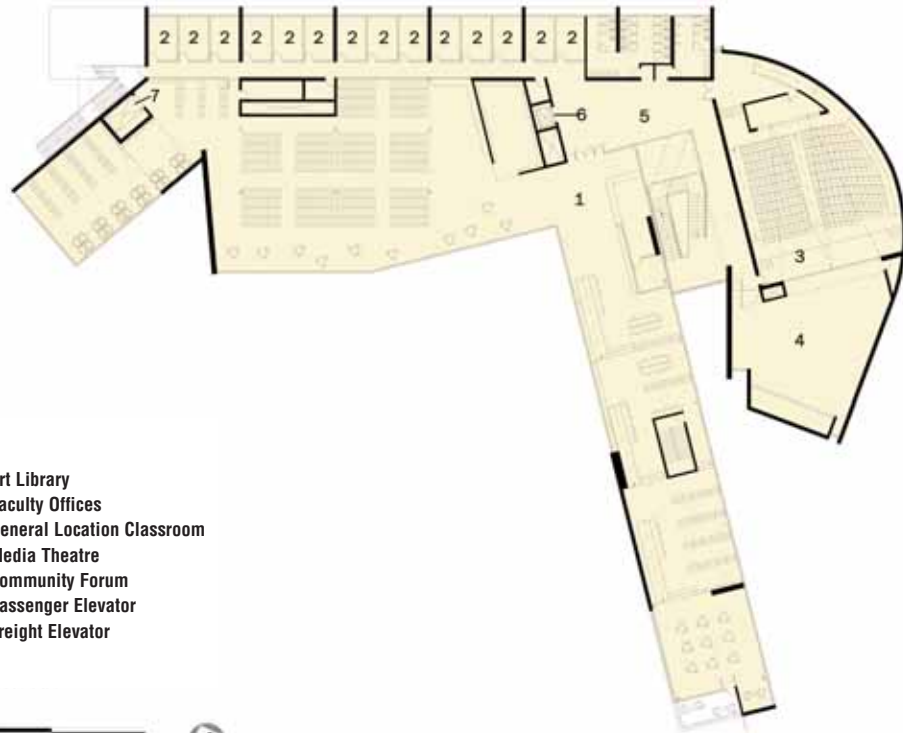 2 2 2 2 2 2 2 2 2 2 2 2 2 2
7
6
5
1
3
4
rt Library
aculty Offices
eneral Location Classroom
edia Theatre
ommunity Forum
assenger Elevator
reight Elevator